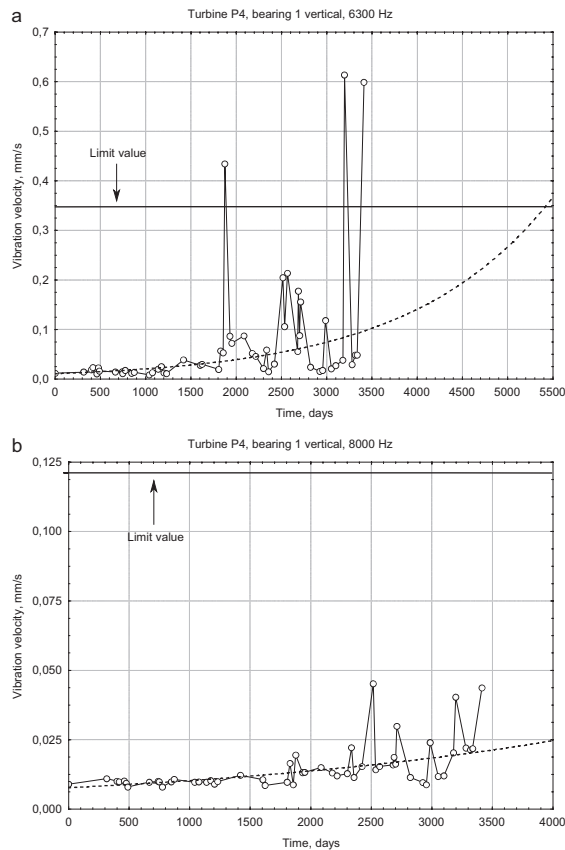 a
Turbine P4, bearing 1 vertical, 6300 Hz
0,7
0,6
0,5
0,4
0,3
0,2
0,1
0,0
Vibration velocity, mm/s
Limit value
0 500 1000 1500 2000 2500 3000 3500 4000 4500 5000 5500
Time, days
b
Turbine P4, bearing 1 vertical, 8000 Hz
0,125
0,100
0,075
0,050
0,025
0,000
Vibration velocity, mm/s
Limit value
0 500 1000 1500 2000 2500 3000 3500 4000
Time, days